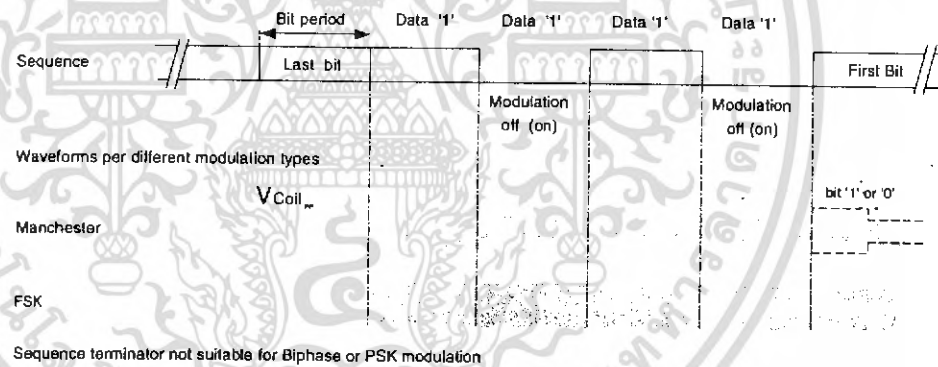 Bit period Data '1' Data '1' Data '1' Data '1'
Sequence Last bit First Bit
Modulation off (on) Modulation off (on)
Waveforms per different modulation types
VCoil
bit '1' or '0'
Manchester
FSK
Sequence terminator not suitable for Biphase or PSK modulation